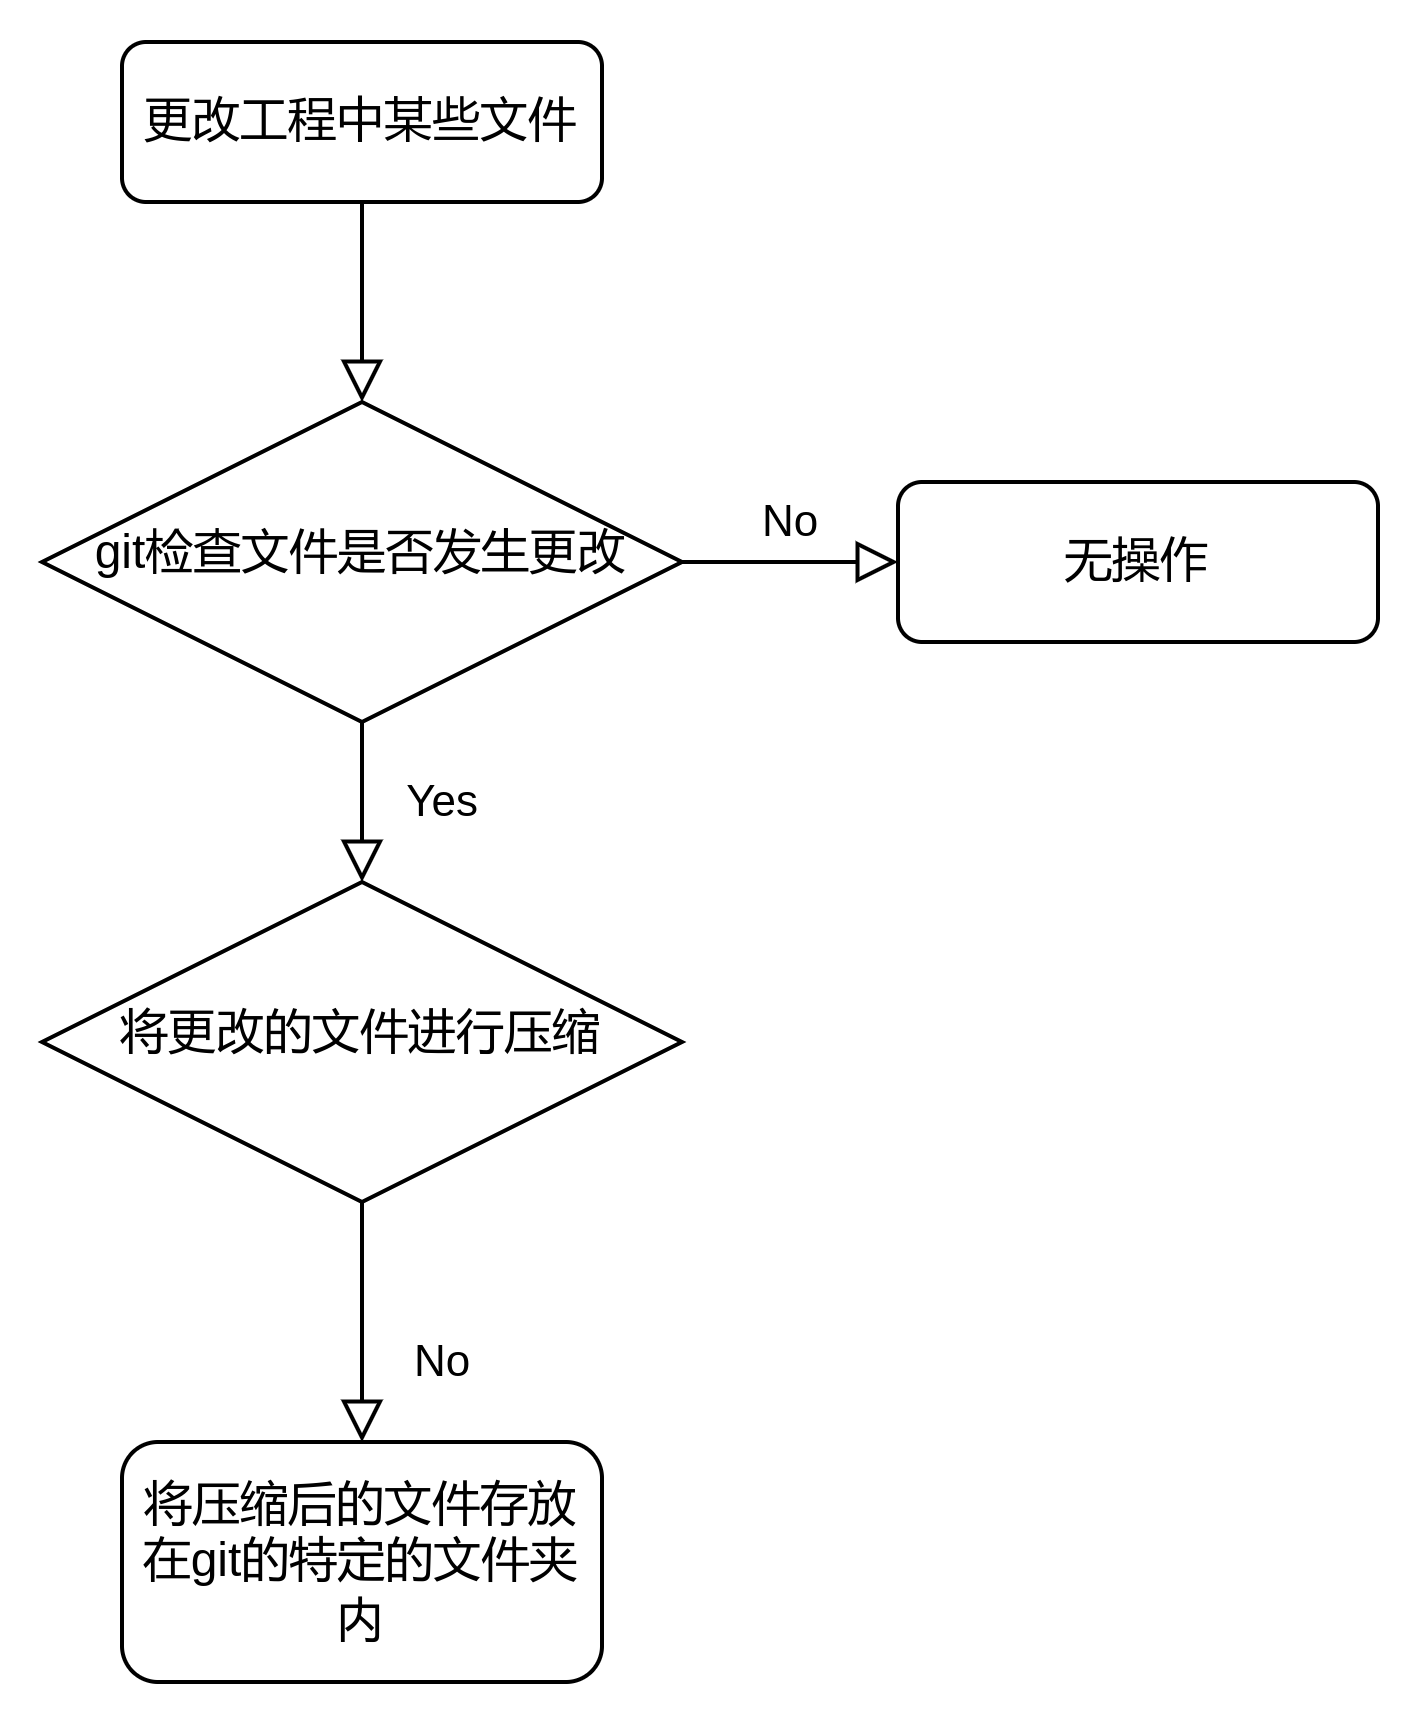 更改工程中某些文件
git检查文件是否发生更改
No
无操作
Yes
将更改的文件进行压缩
No
将压缩后的文件存放
在git的特定的文件夹
内